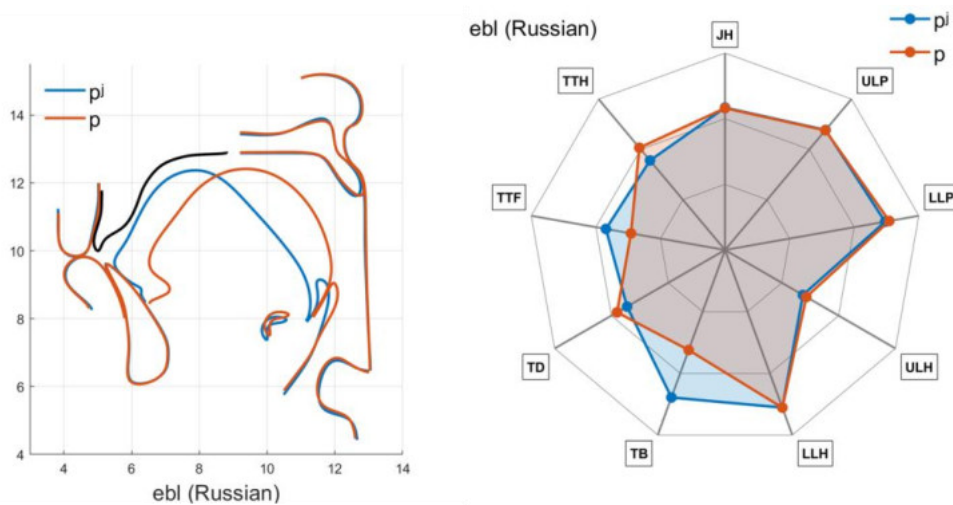 pʲ
p
14
12
10
8
6
4
4
6
8
10
12
14
ebl (Russian)
ebl (Russian)
pʲ
p
JH
ULP
LLP
ULH
LLH
TB
TD
TTF
TTH